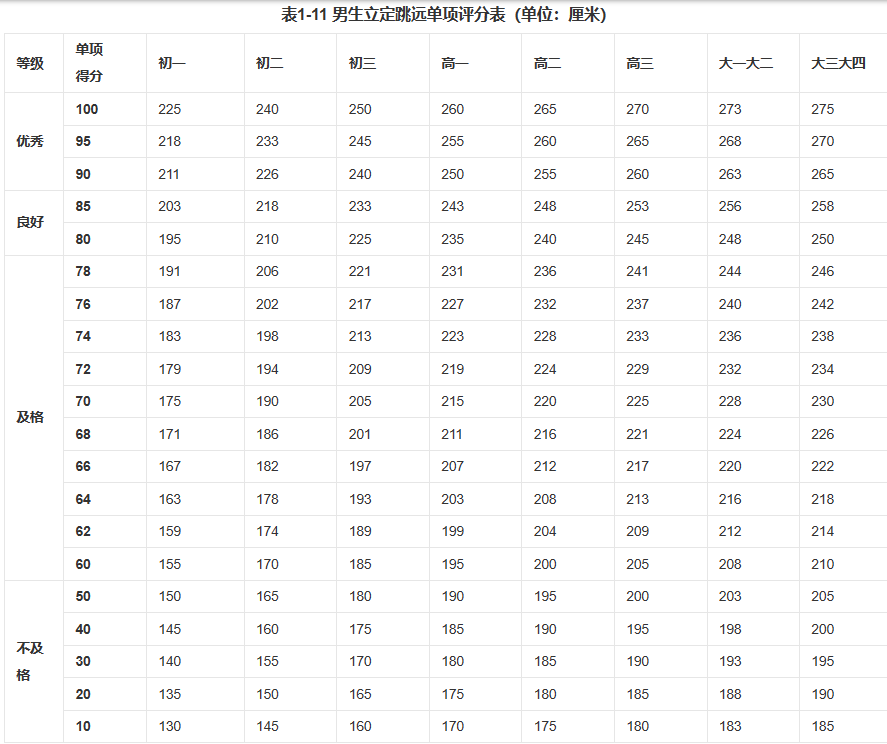 表1-11 男生立定跳远单项评分表（单位：厘米）
等级 单项得分 初一 初二 初三 高一 高二 高三 大一大二 大三大四
优秀 100 225 240 250 260 265 270 273 275
95 218 233 245 255 260 265 268 270
90 211 226 240 250 255 260 263 265
良好 85 203 218 233 243 248 253 256 258
80 195 210 225 235 240 245 248 250
及格 78 191 206 221 231 236 241 244 246
76 187 202 217 227 232 237 240 242
74 183 198 213 223 228 233 236 238
72 179 194 209 219 224 229 232 234
70 175 190 205 215 220 225 228 230
68 171 186 201 211 216 221 224 226
66 167 182 197 207 212 217 220 222
64 163 178 193 203 208 213 216 218
62 159 174 189 199 204 209 212 214
60 155 170 185 195 200 205 208 210
不及格 50 150 165 180 190 195 200 203 205
40 145 160 175 185 190 195 198 200
30 140 155 170 180 185 190 193 195
20 135 150 165 175 180 185 188 190
10 130 145 160 170 175 180 183 185